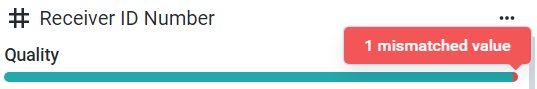 # Receiver ID Number
1 mismatched value
Quality